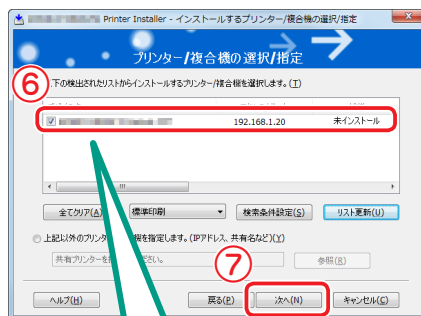 Printer Installer - インストールするプリンター/複合機の選択/指定
プリンター/複合機の選択/指定
⑥
下の検出されたリストからインストールするプリンター/複合機を選択します。(T)
192.168.1.20 未インストール
全てクリア(A) 標準印刷 検索条件設定(S) リスト更新(U)
上記以外のプリンター 機を指定します。(IPアドレス、共有名など)(Y)
⑦
共有プリンターを ださい。 参照(R)
ヘルプ(H) 戻る(P) 次へ(N) キャンセル(C)